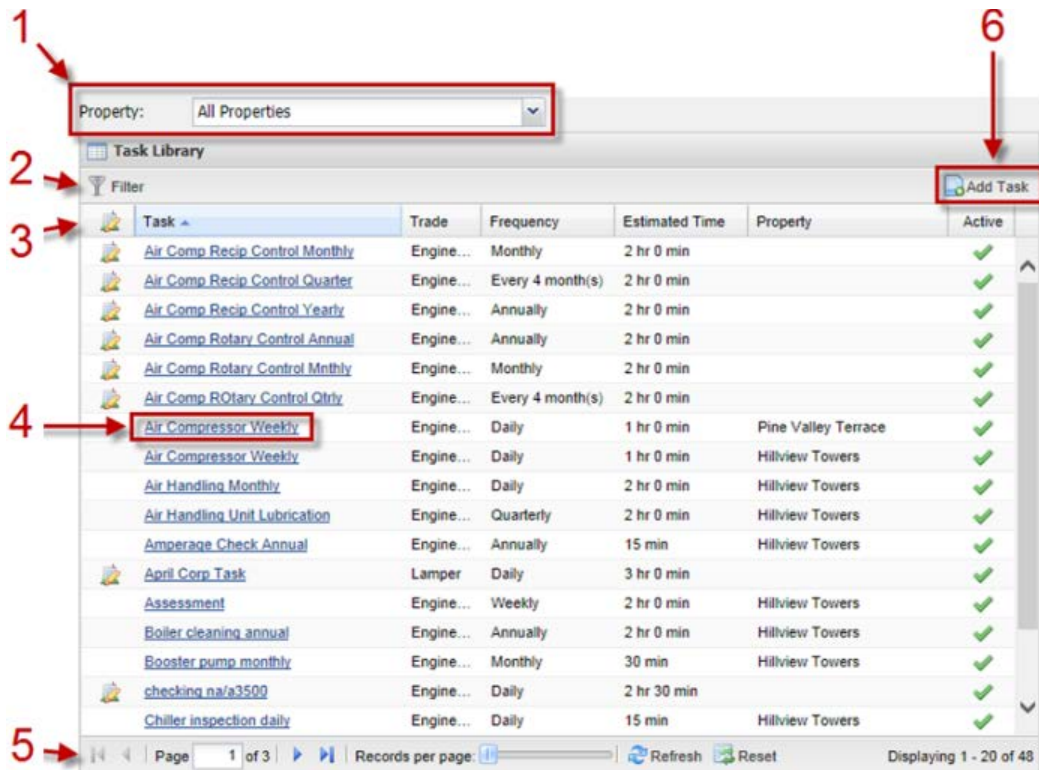 1
6
Property: All Properties
Task Library
2
Filter Add Task
3
Task Trade Frequency Estimated Time Property Active
Air Comp Recip Control Monthly Engine... Monthly 2 hr 0 min
Air Comp Recip Control Quarter Engine... Every 4 month(s) 2 hr 0 min
Air Comp Recip Control Yearly Engine... Annually 2 hr 0 min
Air Comp Rotary Control Annual Engine... Annually 2 hr 0 min
Air Comp Rotary Control Mnthly Engine... Monthly 2 hr 0 min
Air Comp ROtary Control Qtrly Engine... Every 4 month(s) 2 hr 0 min
4
Air Compressor Weekly Engine... Daily 1 hr 0 min Pine Valley Terrace
Air Compressor Weekly Engine... Daily 1 hr 0 min Hillview Towers
Air Handling Monthly Engine... Daily 2 hr 0 min Hillview Towers
Air Handling Unit Lubrication Engine... Quarterly 2 hr 0 min Hillview Towers
Amperage Check Annual Engine... Annually 15 min Hillview Towers
April Corp Task Lamper Daily 3 hr 0 min
Assessment Engine... Weekly 2 hr 0 min Hillview Towers
Boiler cleaning annual Engine... Annually 2 hr 0 min Hillview Towers
Booster pump monthly Engine... Monthly 30 min Hillview Towers
checking na/a3500 Engine... Daily 2 hr 30 min
Chiller inspection daily Engine... Daily 15 min Hillview Towers
5
Page 1 of 3 Records per page: Refresh Reset Displaying 1 - 20 of 48